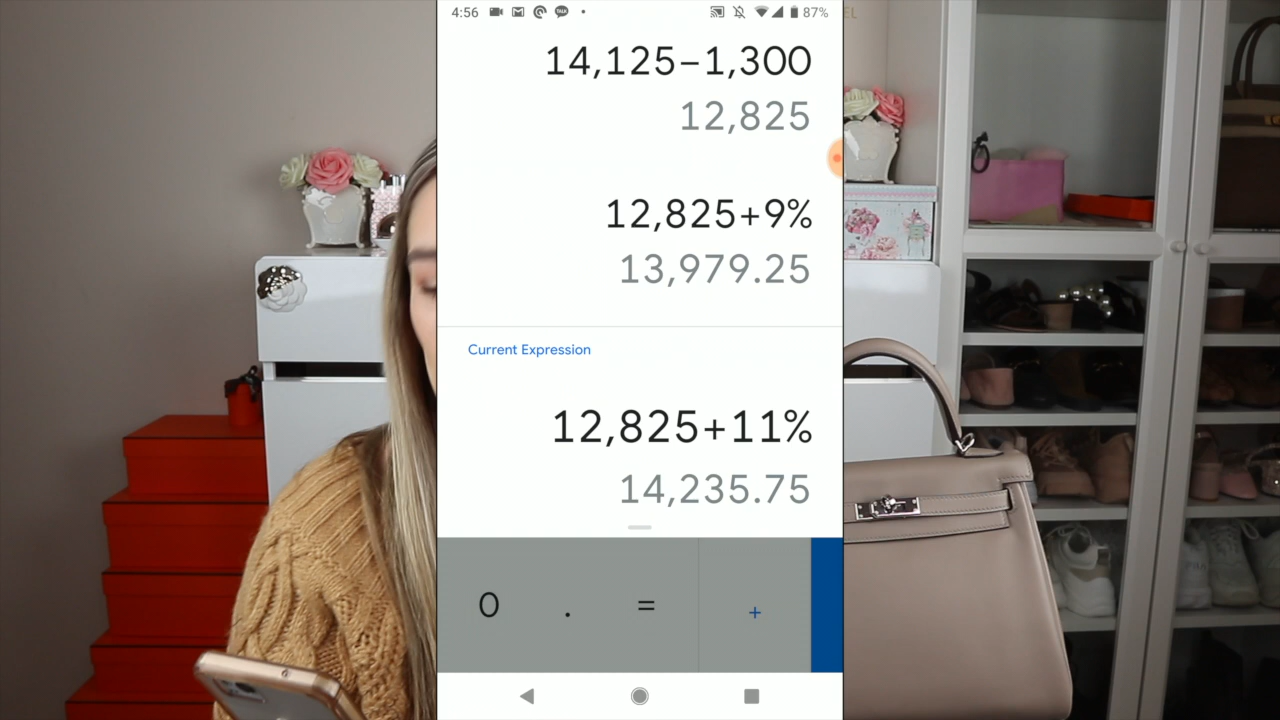 4:56
TALK
87%
14,125−1,300
12,825
12,825+9%
13,979.25
Current Expression
12,825+11%
14,235.75
0 . = +